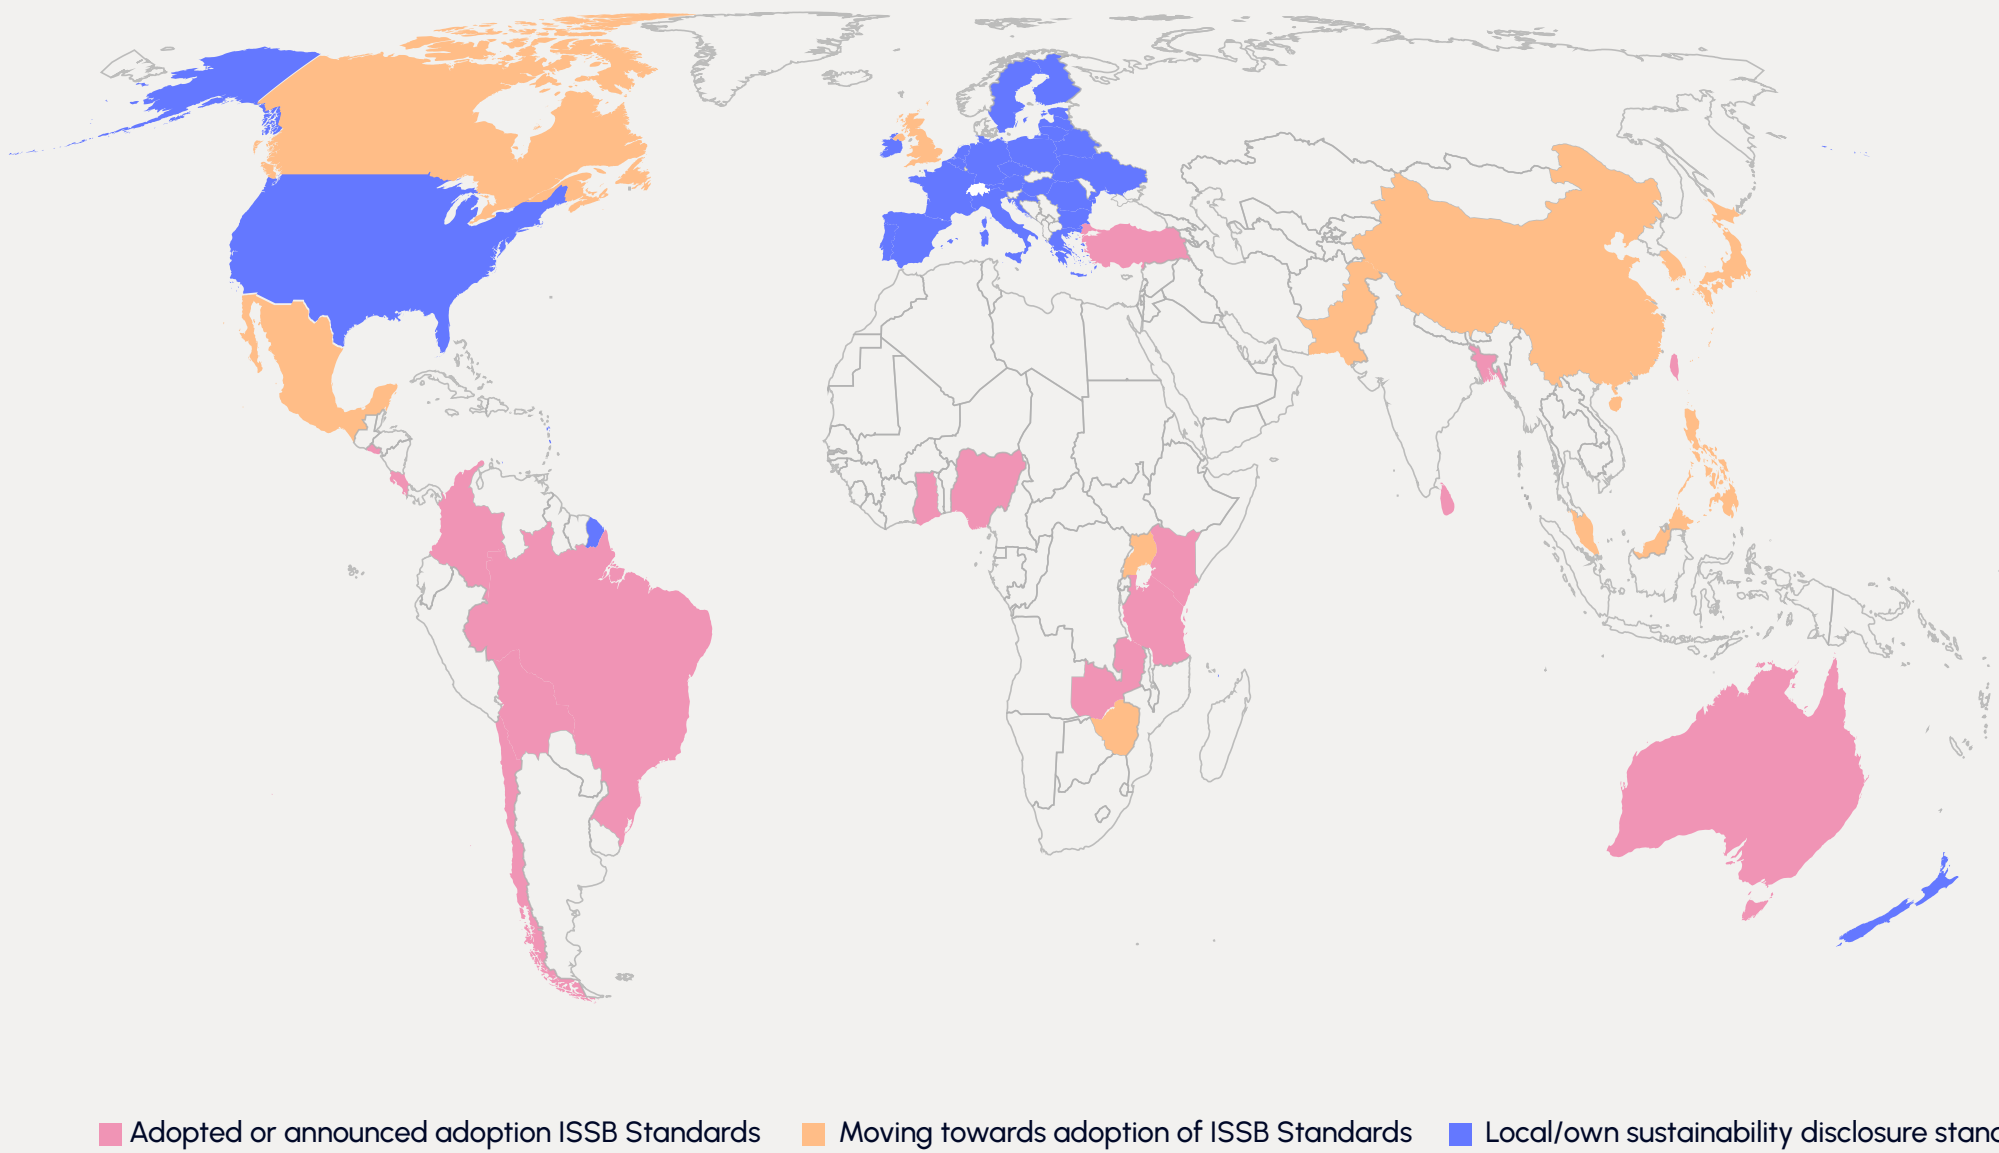 Adopted or announced adoption ISSB Standards
Moving towards adoption of ISSB Standards
Local/own sustainability disclosure